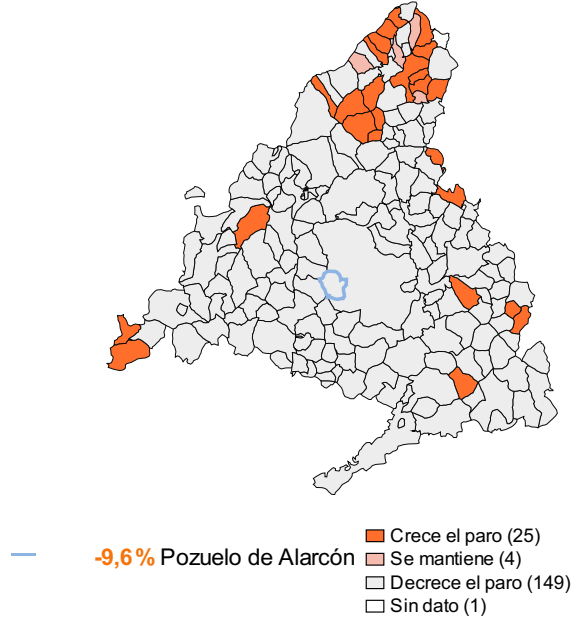 -9,6% Pozuelo de Alarcón
Crece el paro (25)
Se mantiene (4)
Decrece el paro (149)
Sin dato (1)